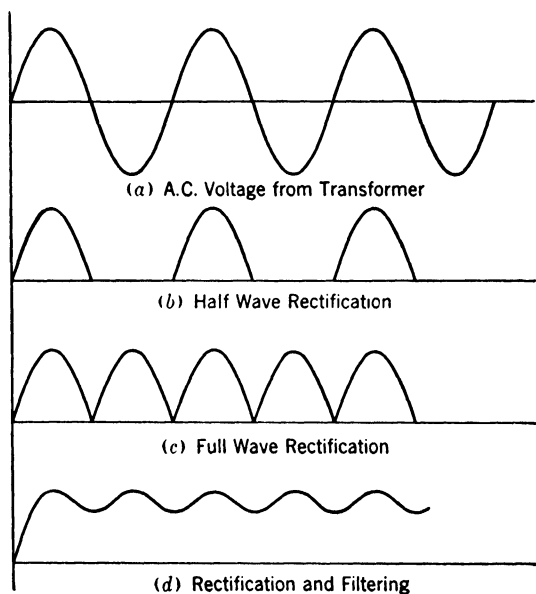 (a) A.C. Voltage from Transformer
(b) Half Wave Rectification
(c) Full Wave Rectification
(d) Rectification and Filtering